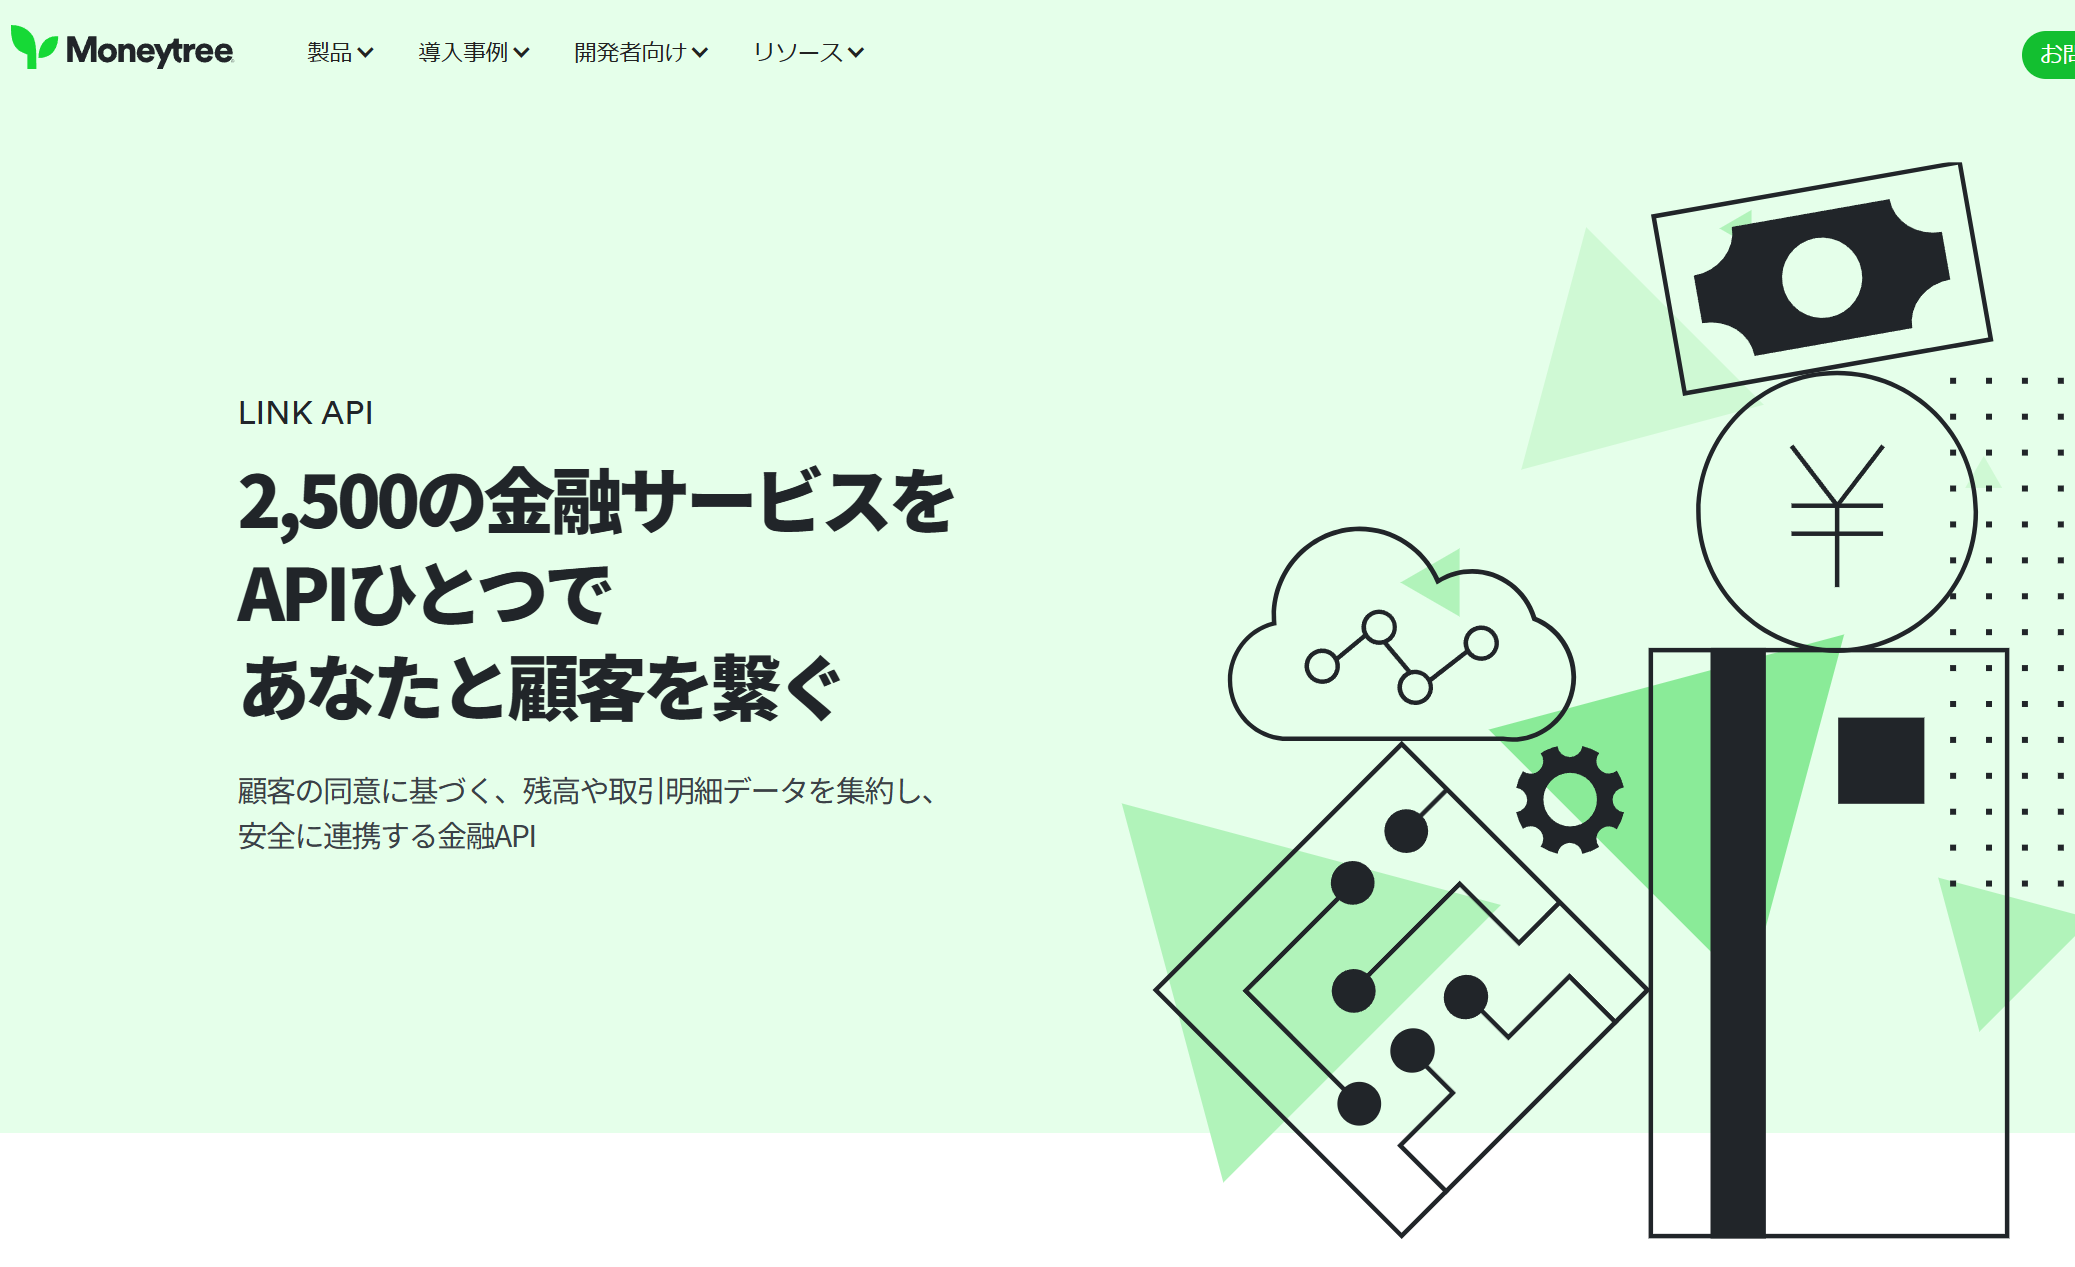 Moneytree
製品
導入事例
開発者向け
リソース
お問
LINK API
2,500の金融サービスを
APIひとつで
あなたと顧客を繋ぐ
顧客の同意に基づく、残高や取引明細データを集約し、
安全に連携する金融API